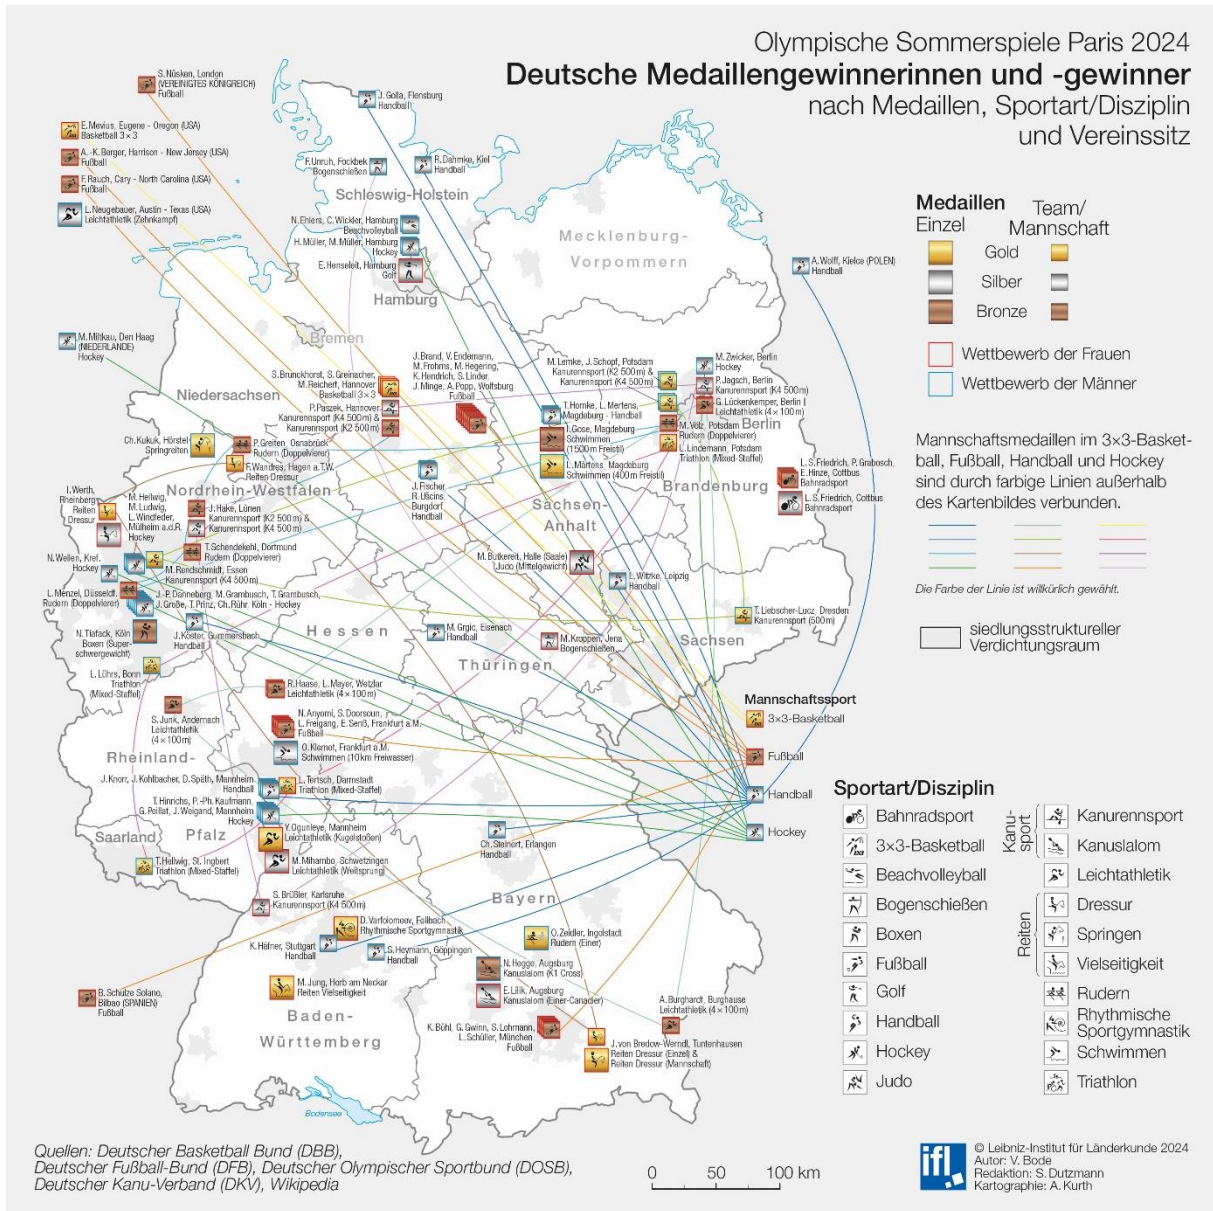 Olympische Sommerspiele Paris 2024
Deutsche Medaillengewinnerinnen und -gewinner
nach Medaillen, Sportart/Disziplin
und Vereinssitz
S. Nüsken, London
(VEREINIGTES KÖNIGREICH)
Fußball
E. Mevius, Eugene - Oregon (USA)
Basketball 3×3
A.-K. Berger, Harrison - New Jersey (USA)
Fußball
F. Rauch, Cary - North Carolina (USA)
Fußball
L. Neugebauer, Austin - Texas (USA)
Leichtathletik (Zehnkampf)
J. Golla, Flensburg
Handball
F. Unruh, Fockbek
Bogenschießen
R. Dahmke, Kiel
Handball
Schleswig-Holstein
N. Ehlers, C. Wickler, Hamburg
Beachvolleyball
H. Müller, M. Müller, Hamburg
Hockey
E. Henseleit, Hamburg
Golf
Hamburg
Mecklenburg-
Vorpommern
A. Wolff, Kielce (POLEN)
Handball
Medaillen
Einzel
Team/
Mannschaft
Gold
Silber
Bronze
Wettbewerb der Frauen
Wettbewerb der Männer
Mannschaftsmedaillen im 3×3-Basket-
ball, Fußball, Handball und Hockey
sind durch farbige Linien außerhalb
des Kartenbildes verbunden.
Die Farbe der Linie ist willkürlich gewählt.
siedlungsstruktureller
Verdichtungsraum
M. Miltkau, Den Haag
(NIEDERLANDE)
Hockey
Bremen
Niedersachsen
S. Brunckhorst, S. Greinacher,
M. Reichert, Hannover
Basketball 3×3
P. Paszek, Hannover
Kanurennsport (K4 500m) &
Kanurennsport (K2 500m)
J. Brand, V. Endemann,
M. Frohms, M. Hegering,
K. Hendrich, S. Linder,
J. Minge, A. Popp, Wolfsburg
Fußball
M. Lemke, J. Schopf, Potsdam
Kanurennsport (K2 500m) &
Kanurennsport (K4 500m)
M. Zwicker, Berlin
Hockey
P. Jagsch, Berlin
Kanurennsport (K4 500m)
G. Lückenkemper, Berlin
Leichtathletik (4×100m)
Berlin
T. Hornke, L. Mertens,
Magdeburg - Handball
I. Gose, Magdeburg
Schwimmen
(1500m Freistil)
L. Märtens, Magdeburg
Schwimmen (400m Freistil)
M. Volz, Potsdam
Rudern (Doppelvierer)
L. Lindemann, Potsdam
Triathlon (Mixed-Staffel)
Brandenburg
L. S. Friedrich, P. Grabosch,
E. Hinze, Cottbus
Bahnradsport
L. S. Friedrich, Cottbus
Bahnradsport
Ch. Kukuk, Hörstel
Springreiten
P. Greiten, Osnabrück
Rudern (Doppelvierer)
F. Wandres, Hagen a.T.W.
Reiten Dressur
Nordrhein-Westfalen
I. Werth,
Rheinberg
Reiten
Dressur
M. Hellwig,
M. Ludwig,
L. Windfeder,
Mülheim a.d.R.
Hockey
J. Hake, Lünen
Kanurennsport (K2 500m) &
Kanurennsport (K4 500m)
J. Fischer,
R. Uščins
Burgdorf
Handball
Sachsen-
Anhalt
T. Schendekehl, Dortmund
Rudern (Doppelvierer)
N. Wellen, Kref.
Hockey
M. Rendschmidt, Essen
Kanurennsport (K4 500m)
L. Menzel, Düsseldf.
Rudern (Doppelvierer)
J.-P. Danneberg, M. Grambusch, T. Grambusch,
J. Große, T. Prinz, Ch. Rühr, Köln - Hockey
N. Tiafack, Köln
Boxen (Super-
schwergewicht)
J. Köster, Gummersbach
Handball
L. Lührs, Bonn
Triathlon
(Mixed-Staffel)
M. Butkereit, Halle (Saale)
Judo (Mittelgewicht)
L. Witzke, Leipzig
Handball
T. Liebscher-Lucz, Dresden
Kanurennsport (500m)
Sachsen
Hessen
M. Grgic, Eisenach
Handball
M. Kroppen, Jena
Bogenschießen
Thüringen
S. Junk, Andernach
Leichtathletik
(4×100m)
R. Haase, L. Mayer, Wetzlar
Leichtathletik (4×100m)
N. Anyomi, S. Doorsoun,
L. Freigang, E. Senß, Frankfurt a.M.
Fußball
O. Klemet, Frankfurt a.M.
Schwimmen (10km Freiwasser)
Mannschaftssport
3×3-Basketball
Fußball
Handball
Hockey
Rheinland-
Pfalz
J. Knorr, J. Kohlbacher, D. Späth, Mannheim
Handball
L. Tertsch, Darmstadt
Triathlon (Mixed-Staffel)
T. Hinrichs, P.-Ph. Kaufmann,
G. Peillat, J. Weigand, Mannheim
Hockey
Saarland
Y. Ogunleye, Mannheim
Leichtathletik (Kugelstoßen)
T. Hellwig, St. Ingbert
Triathlon (Mixed-Staffel)
M. Mihambo, Schwetzingen
Leichtathletik (Weitsprung)
Ch. Steinert, Erlangen
Handball
S. Brüßler, Karlsruhe
Kanurennsport (K4 500m)
Bayern
D. Varfolomeev, Fellbach
Rhythmische Sportgymnastik
K. Häfner, Stuttgart
Handball
S. Heymann, Göppingen
Handball
O. Zeidler, Ingolstadt
Rudern (Einer)
N. Hegge, Augsburg
Kanuslalom (K1 Cross)
E. Lilik, Augsburg
Kanuslalom (Einer-Canadier)
B. Schulze Solano,
Bilbao (SPANIEN)
Fußball
M. Jung, Horb am Neckar
Reiten Vielseitigkeit
Baden-
Württemberg
K. Bühl, G. Gwinn, S. Lohmann,
L. Schüller, München
Fußball
A. Burghardt, Burghause
Leichtathletik (4×100m)
J. von Bredow-Werndl, Tuntenhausen
Reiten Dressur (Einzel) &
Reiten Dressur (Mannschaft)
Bodensee
Sportart/Disziplin
Bahnradsport
3×3-Basketball
Beachvolleyball
Bogenschießen
Boxen
Fußball
Golf
Handball
Hockey
Judo
Kanu-
sport
Kanurennsport
Kanuslalom
Leichtathletik
Reiten
Dressur
Springen
Vielseitigkeit
Rudern
Rhythmische
Sportgymnastik
Schwimmen
Triathlon
Quellen: Deutscher Basketball Bund (DBB),
Deutscher Fußball-Bund (DFB), Deutscher Olympischer Sportbund (DOSB),
Deutscher Kanu-Verband (DKV), Wikipedia
0 50 100 km
ifl
© Leibniz-Institut für Länderkunde 2024
Autor: V. Bode
Redaktion: S. Dutzmann
Kartographie: A. Kurth